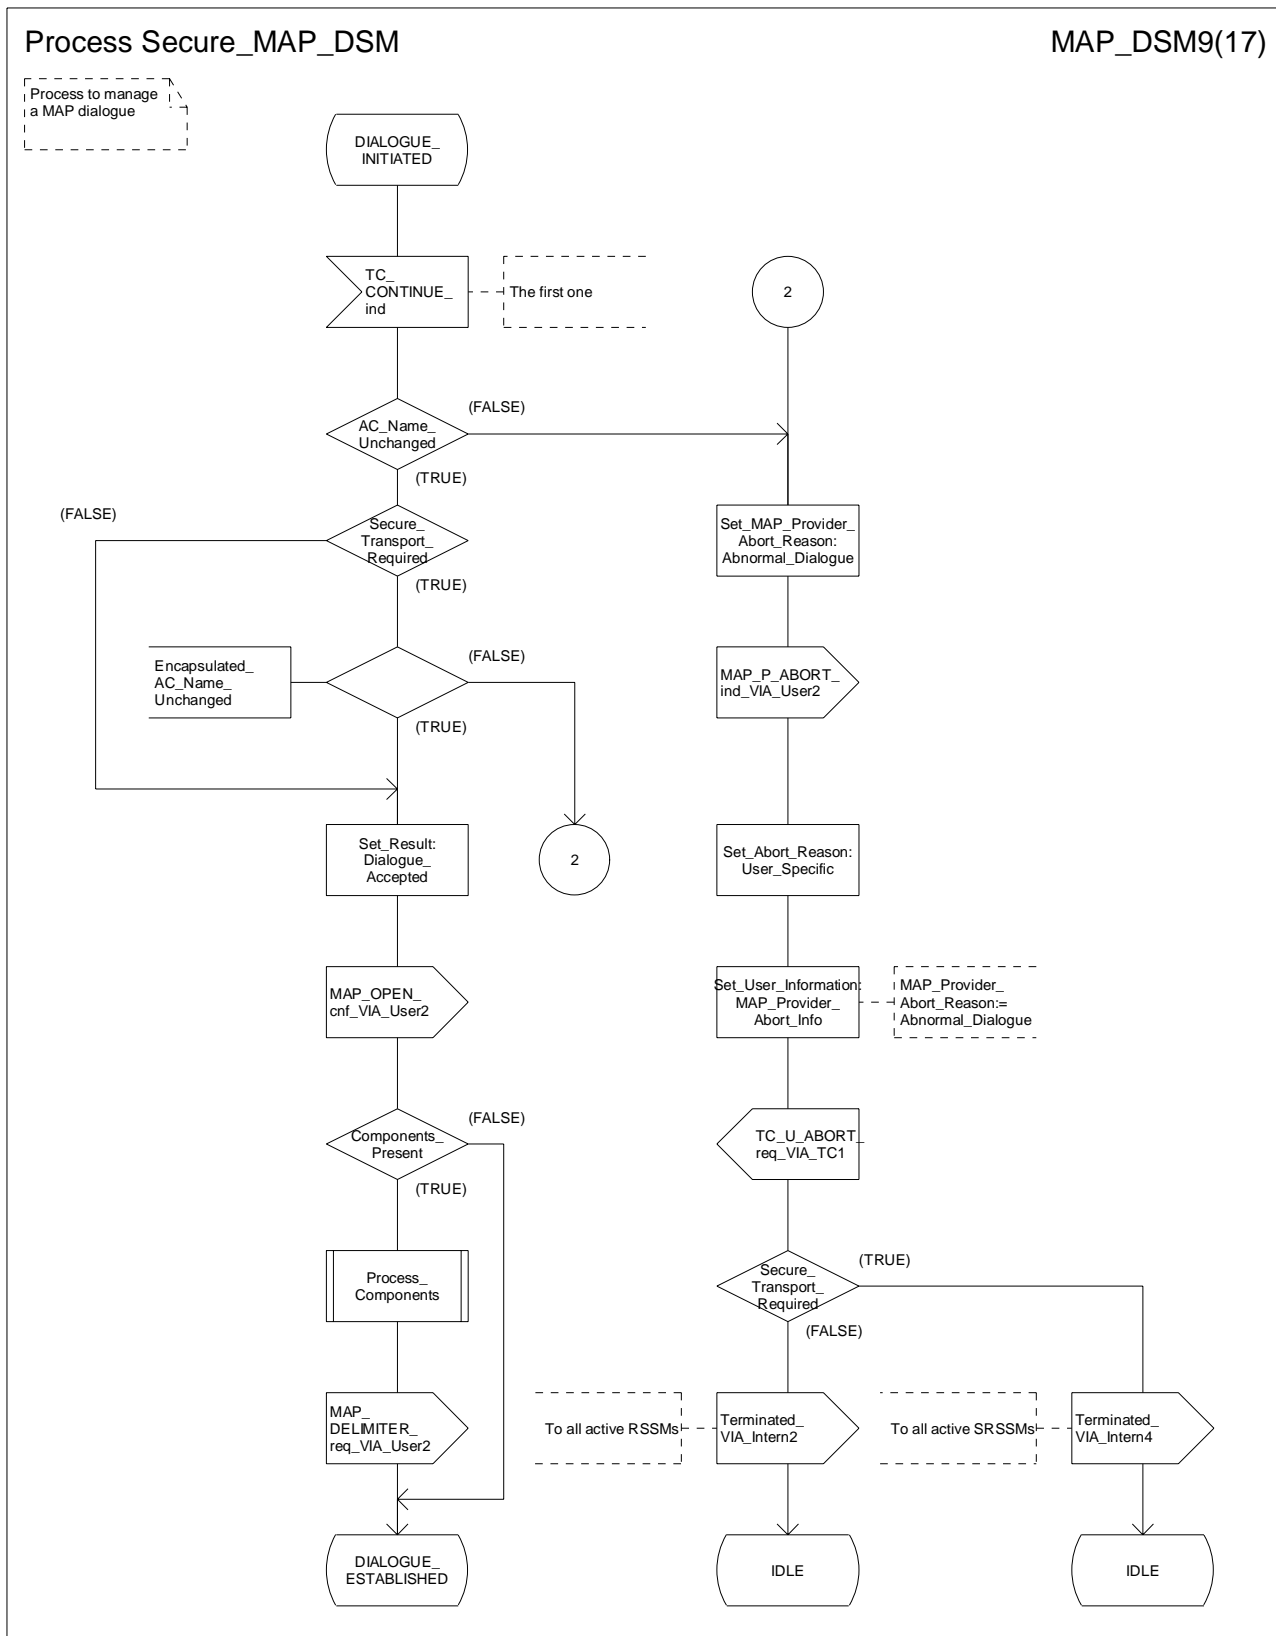 Process Secure_MAP_DSM
MAP_DSM9(17)
Process to manage
a MAP dialogue
DIALOGUE_
INITIATED
TC_
CONTINUE_
ind
The first one
2
(FALSE)
AC_Name_
Unchanged
(TRUE)
(FALSE)
Secure_
Transport_
Required
(TRUE)
Set_MAP_Provider_
Abort_Reason:
Abnormal_Dialogue
Encapsulated_
AC_Name_
Unchanged
(FALSE)
(TRUE)
MAP_P_ABORT_
ind_VIA_User2
Set_Result:
Dialogue_
Accepted
2
Set_Abort_Reason:
User_Specific
MAP_OPEN_
cnf_VIA_User2
Set_User_Information:
MAP_Provider_
Abort_Info
MAP_Provider_
Abort_Reason:=
Abnormal_Dialogue
(FALSE)
Components_
Present
(TRUE)
TC_U_ABORT_
req_VIA_TC1
Process_
Components
(TRUE)
Secure_
Transport_
Required
(FALSE)
MAP_
DELIMITER_
req_VIA_User2
To all active RSSMs
Terminated_
VIA_Intern2
To all active SRSSMs
Terminated_
VIA_Intern4
DIALOGUE_
ESTABLISHED
IDLE
IDLE